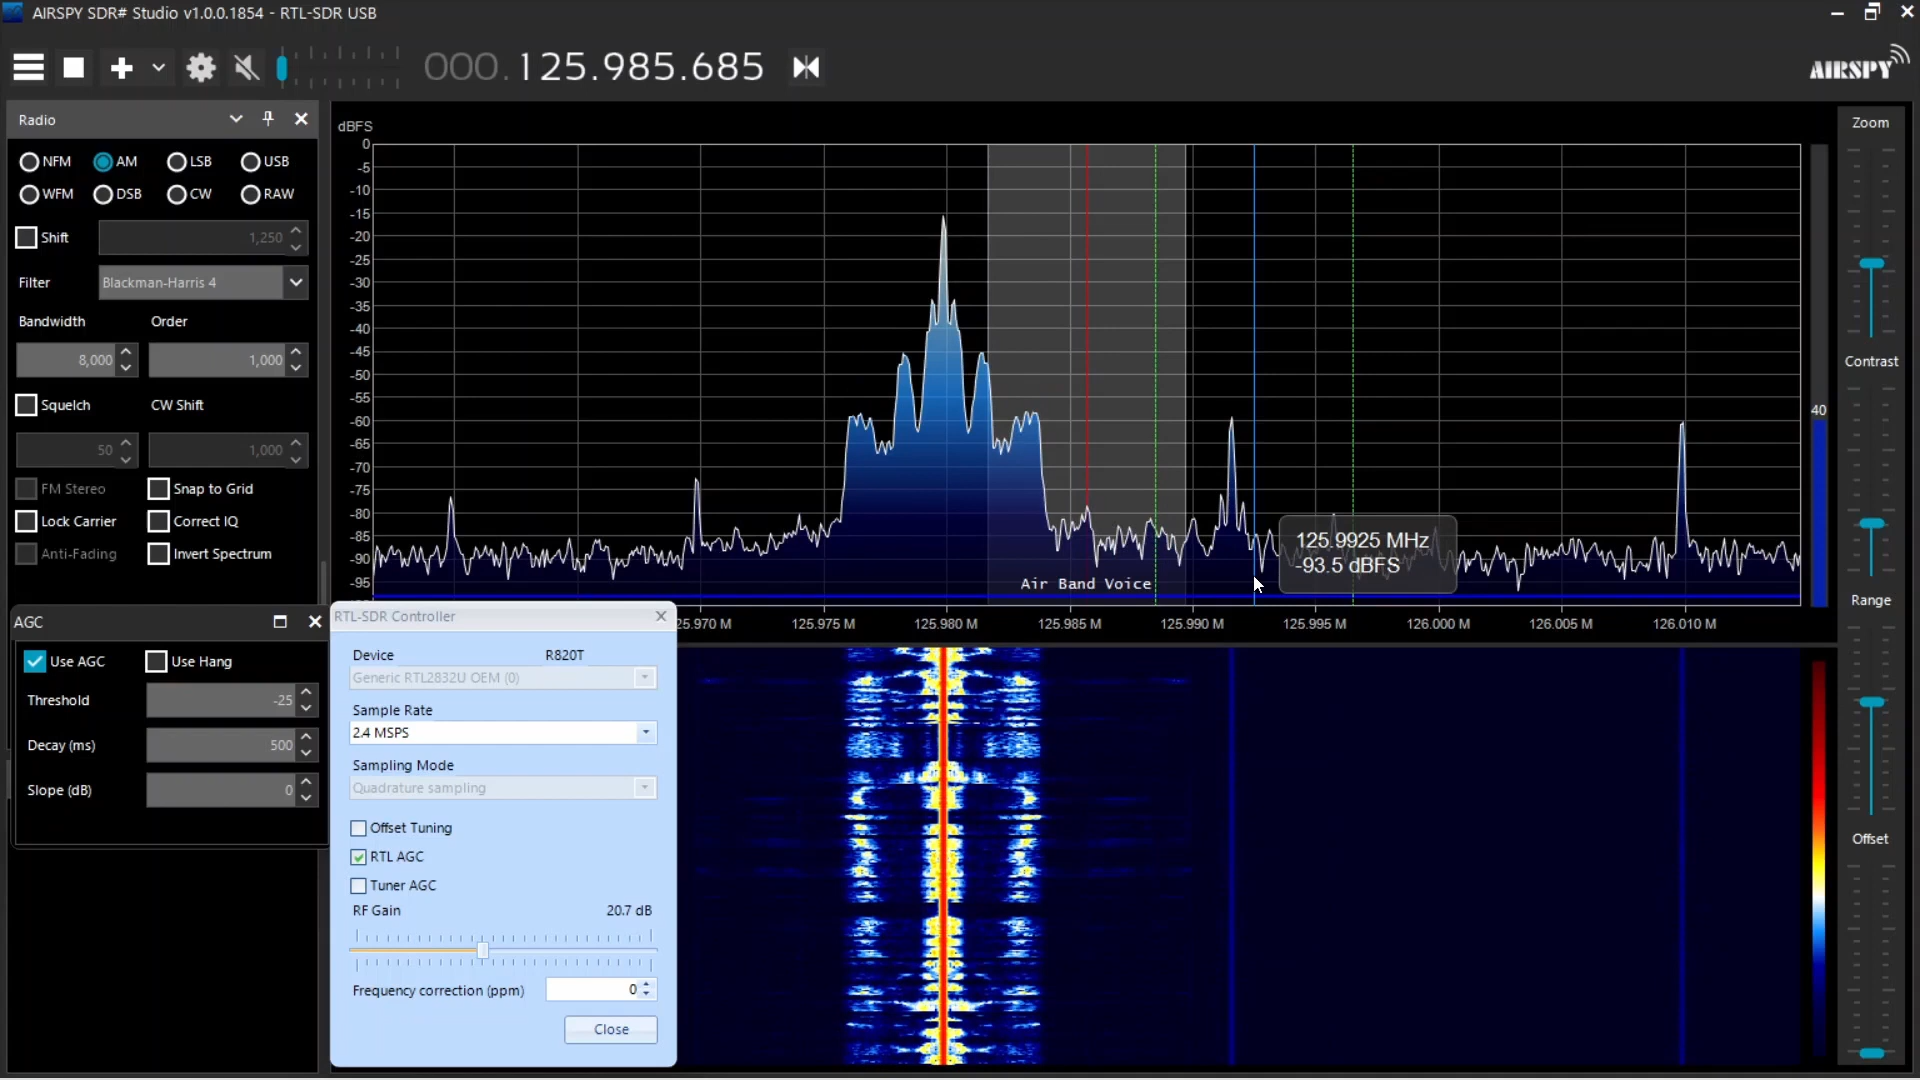 AIRSPY SDR# Studio v1.0.0.1854 - RTL-SDR USB
000.125.985.685
AIRSPY
Radio
NFM AM LSB USB
WFM DSB CW RAW
Shift 1,250
Filter Blackman-Harris 4
Bandwidth Order
8,000 1,000
Squelch CW Shift
50 1,000
FM Stereo Snap to Grid
Lock Carrier Correct IQ
Anti-Fading Invert Spectrum
AGC
Use AGC Use Hang
Threshold -25
Decay (ms) 500
Slope (dB) 0
dBFS
0
-5
-10
-15
-20
-25
-30
-35
-40
-45
-50
-55
-60
-65
-70
-75
-80
-85
-90
-95
Air Band Voice
125.9925 MHz
-93.5 dBFS
25.970 M 125.975 M 125.980 M 125.985 M 125.990 M 125.995 M 126.000 M 126.005 M 126.010 M
40
RTL-SDR Controller
Device R820T
Generic RTL2832U OEM (0)
Sample Rate
2.4 MSPS
Sampling Mode
Quadrature sampling
Offset Tuning
RTL AGC
Tuner AGC
RF Gain 20.7 dB
Frequency correction (ppm) 0
Close
Zoom
Contrast
Range
Offset